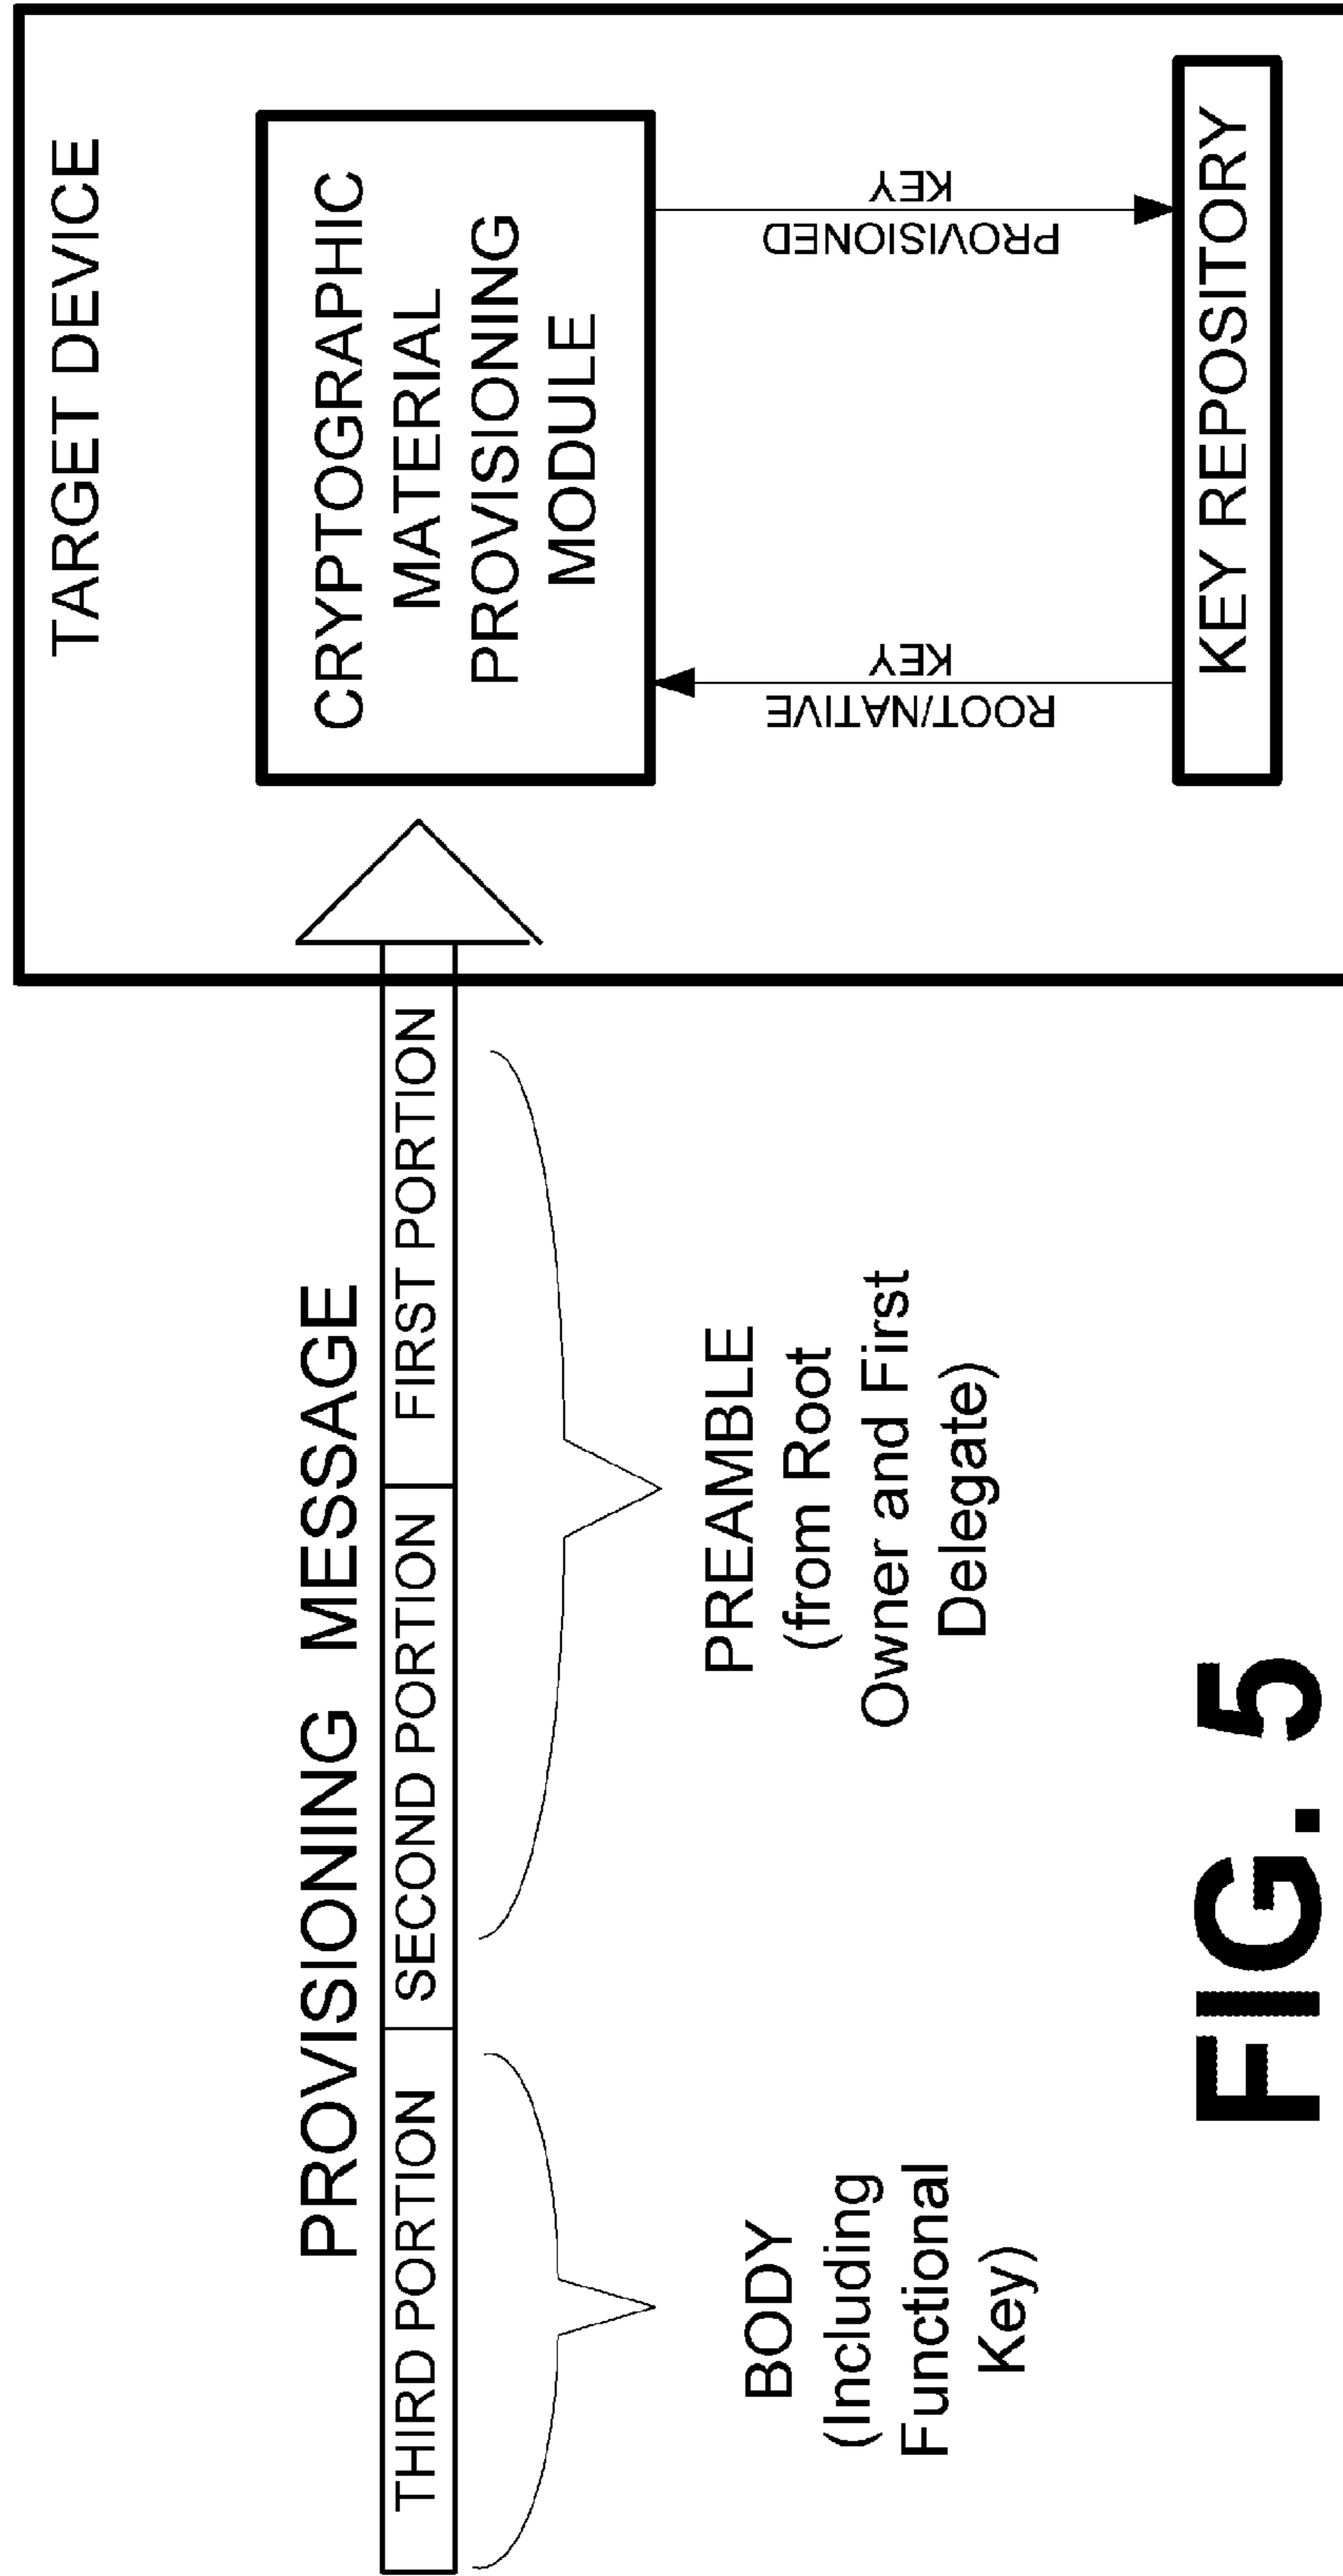 TARGET DEVICE
PROVISIONING MESSAGE
THIRD PORTION
SECOND PORTION
FIRST PORTION
CRYPTOGRAPHIC
MATERIAL
PROVISIONING
MODULE
BODY
(Including
Functional
Key)
PREAMBLE
(from Root
Owner and First
Delegate)
ROOT/NATIVE
KEY
PROVISIONED
KEY
KEY REPOSITORY
FIG. 5